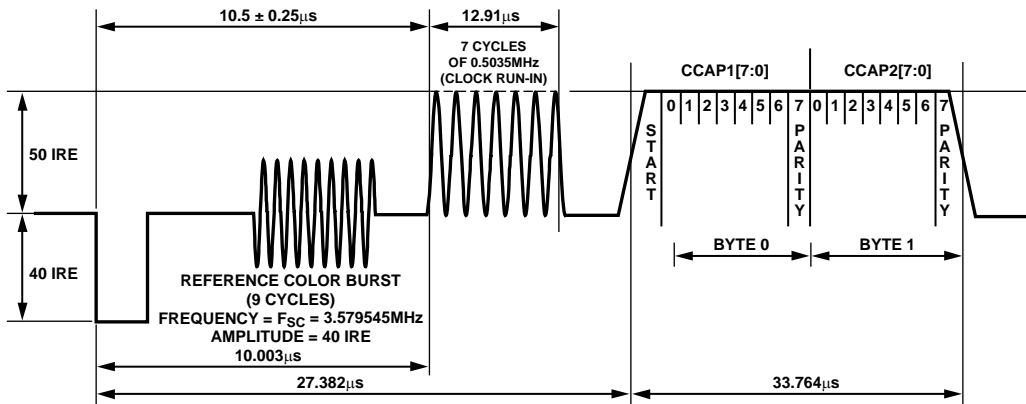 10.5 ± 0.25µs
12.91µs
7 CYCLES
OF 0.5035MHz
(CLOCK RUN-IN)
CCAP1[7:0]
CCAP2[7:0]
0 1 2 3 4 5 6 7 0 1 2 3 4 5 6 7
START
PARITY
PARITY
50 IRE
40 IRE
BYTE 0
BYTE 1
REFERENCE COLOR BURST
(9 CYCLES)
FREQUENCY = FSC = 3.579545MHz
AMPLITUDE = 40 IRE
10.003µs
27.382µs
33.764µs